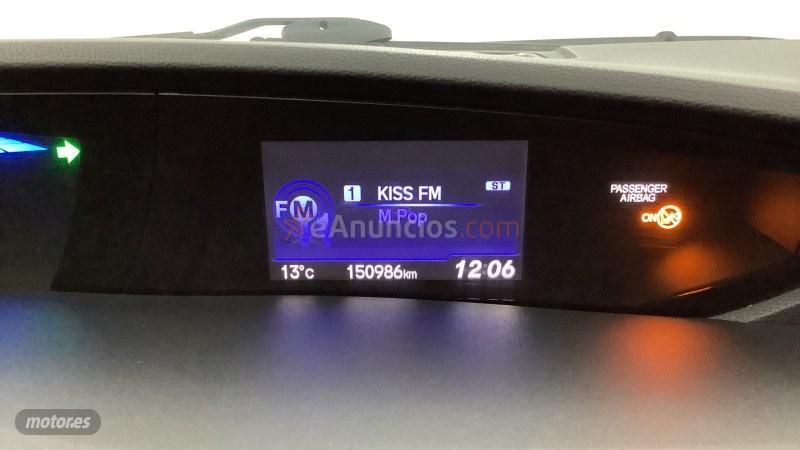 1 KISS FM ST
FM
M.Pop
eAnuncios.com
13°c 150986km 12:06
PASSENGER
AIRBAG
ON
motor.es